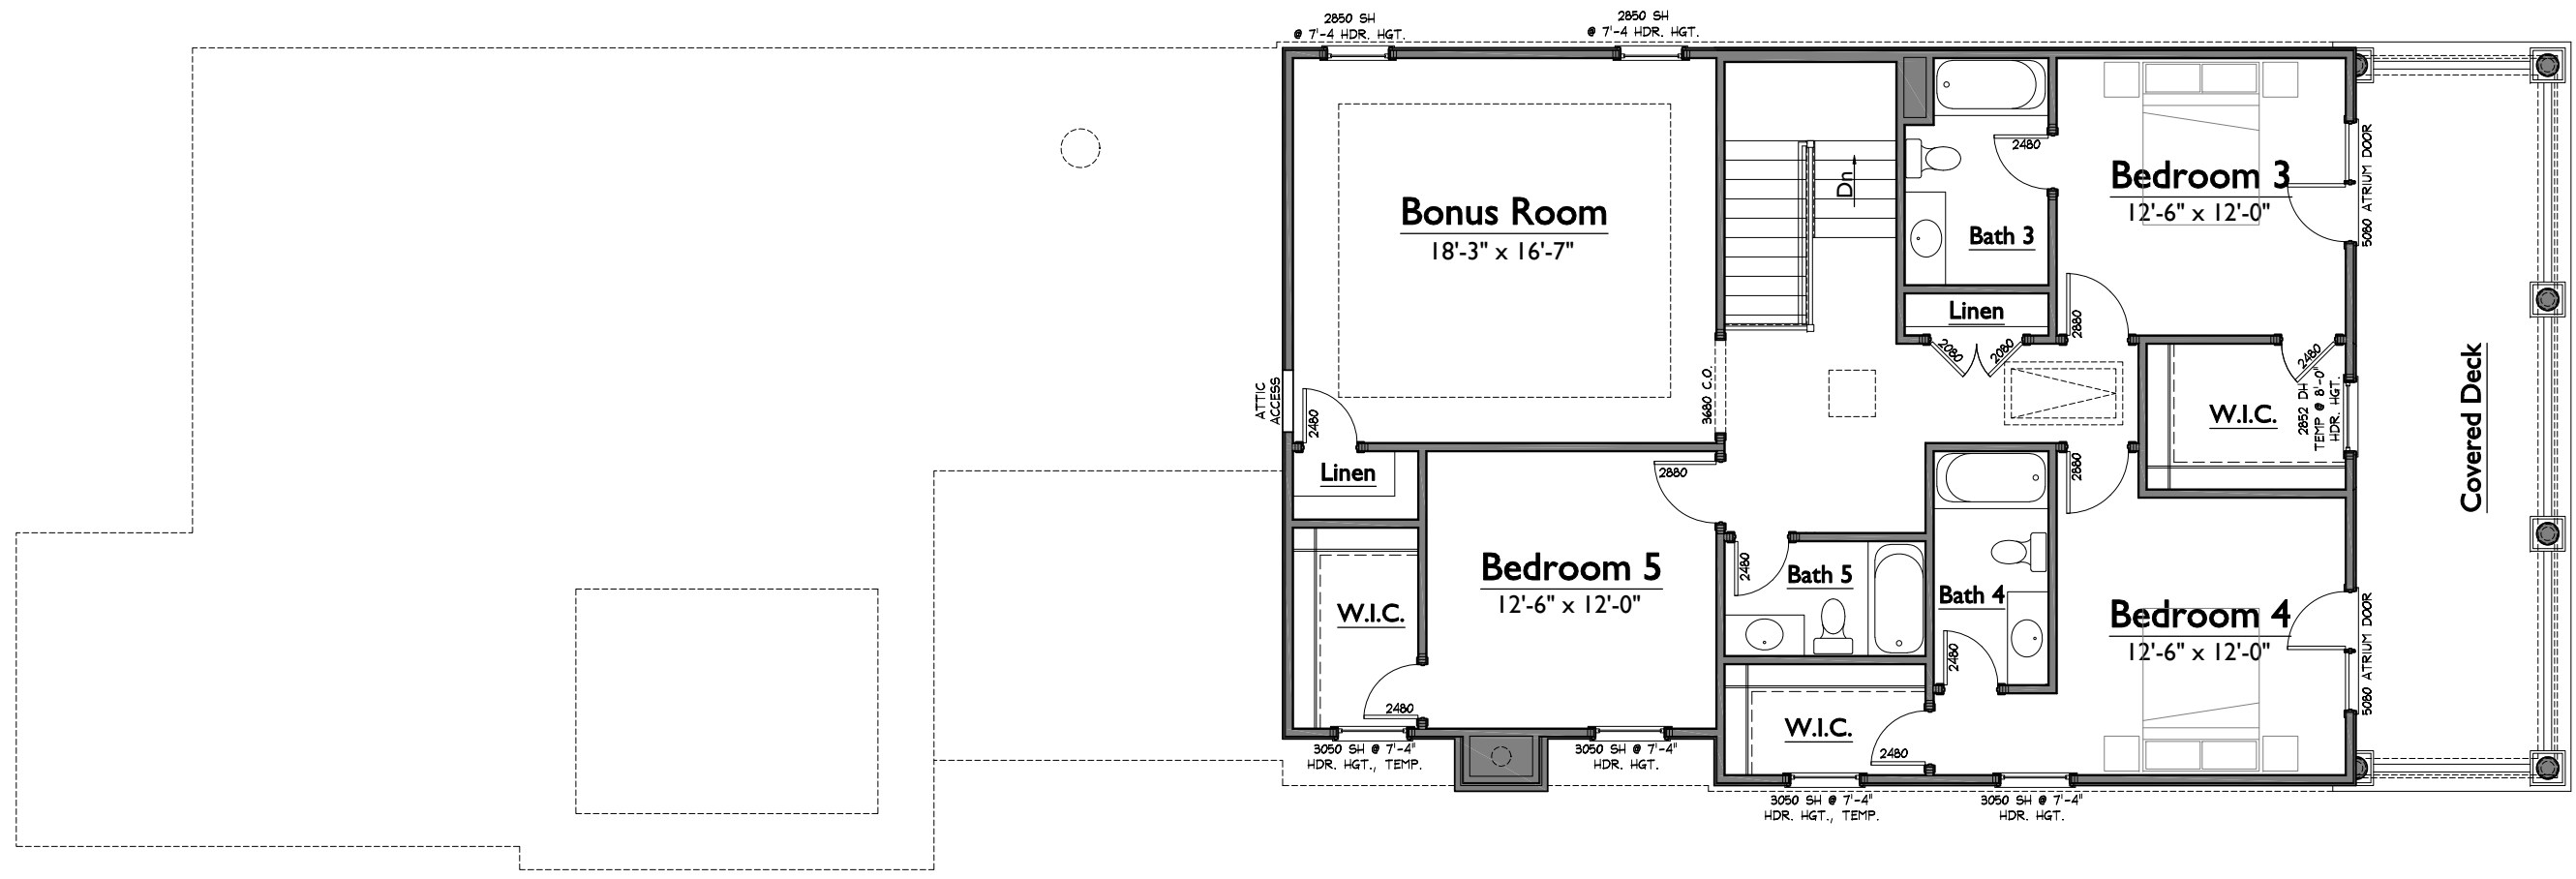 2850 SH
@ 7'-4 HDR. HGT.
2850 SH
@ 7'-4 HDR. HGT.
Bonus Room
18'-3" x 16'-7"
Dn
2480
Bath 3
Bedroom 3
12'-6" x 12'-0"
5080 ATRIUM DOOR
Linen
2080
2080
2880
2480
W.I.C.
2852 DH
TEMP @ 8'-0"
HDR. HGT.
Covered Deck
ATTIC
ACCESS
2480
3680 C.O.
Linen
2880
2880
Bedroom 5
12'-6" x 12'-0"
W.I.C.
2480
2480
Bath 5
Bath 4
2480
Bedroom 4
12'-6" x 12'-0"
5080 ATRIUM DOOR
W.I.C.
2480
3050 SH @ 7'-4"
HDR. HGT., TEMP.
3050 SH @ 7'-4"
HDR. HGT.
3050 SH @ 7'-4"
HDR. HGT., TEMP.
3050 SH @ 7'-4"
HDR. HGT.